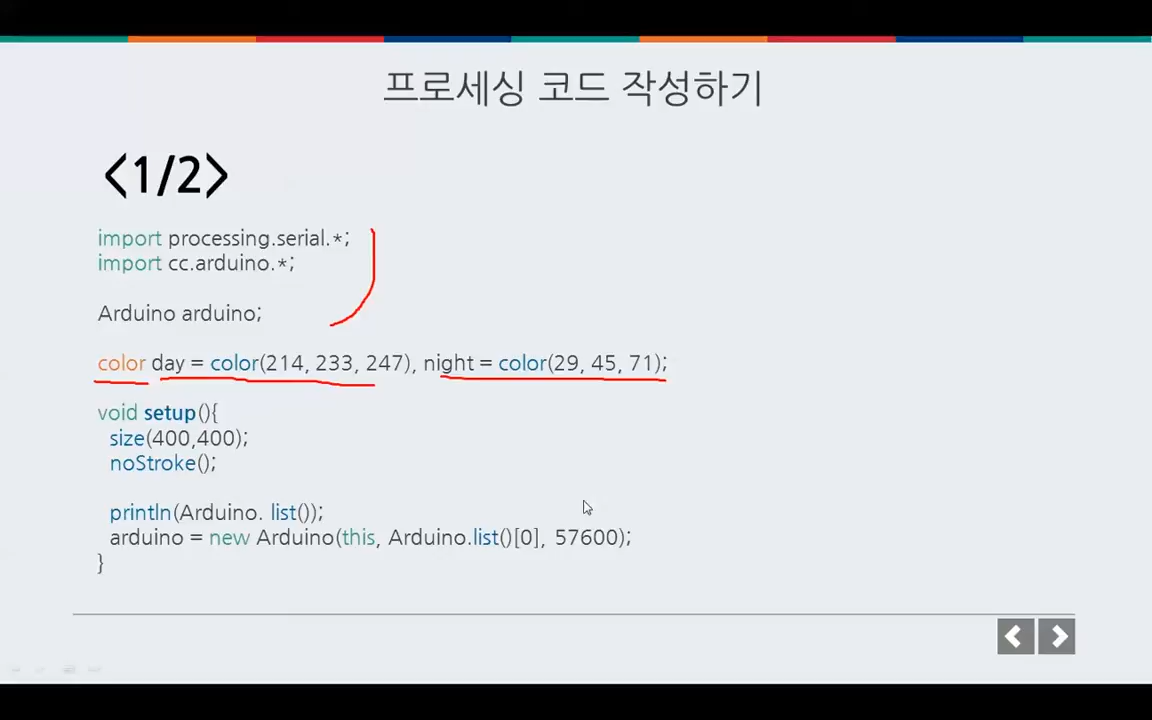 프로세싱 코드 작성하기
<1/2>
import processing.serial.*;
import cc.arduino.*;
Arduino arduino;
color day = color(214, 233, 247), night = color(29, 45, 71);
void setup(){
size(400,400);
noStroke();
println(Arduino. list());
arduino = new Arduino(this, Arduino.list()[0], 57600);
}